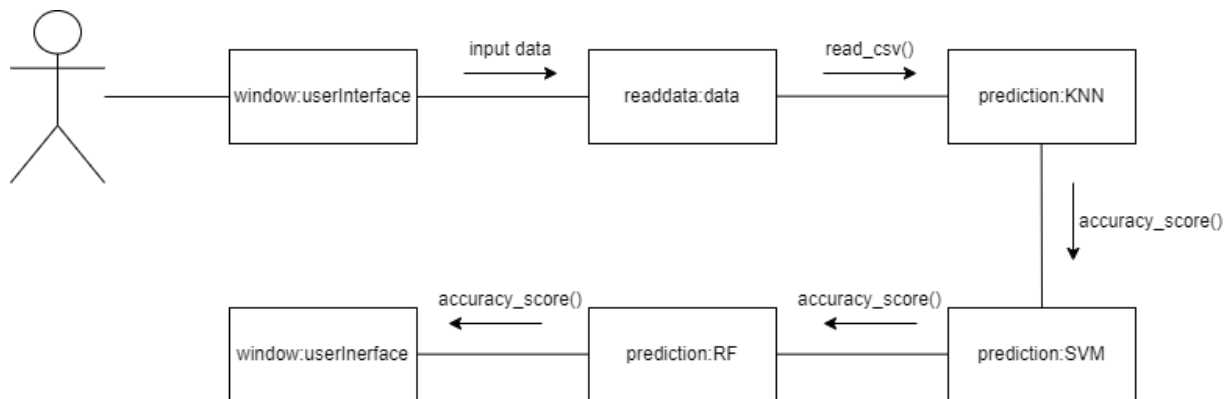 input data
read_csv()
window:userInterface
readdata:data
prediction:KNN
accuracy_score()
accuracy_score()
accuracy_score()
window:userInerface
prediction:RF
prediction:SVM